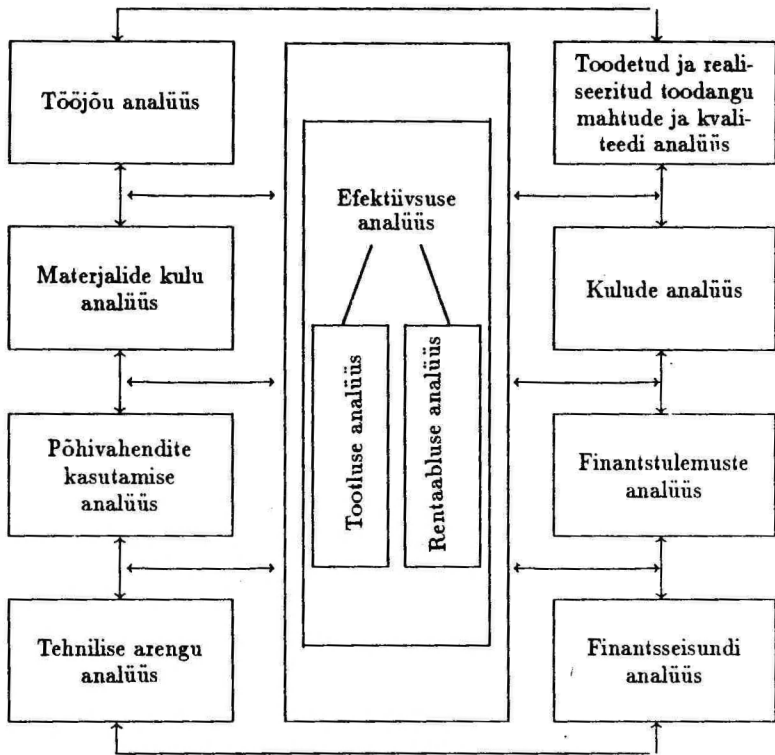 Tööjõu analüüs
Materjalide kulu
analüüs
Põhivahendite
kasutamise
analüüs
Tehnilise arengu
analüüs
Efektiivsuse
analüüs
Tootluse analüüs
Rentaabluse analüüs
Toodetud ja reali-
seeritud toodangu
mahtude ja kvali-
teedi analüüs
Kulude analüüs
Finantstulemuste
analüüs
Finantsseisundi
analüüs